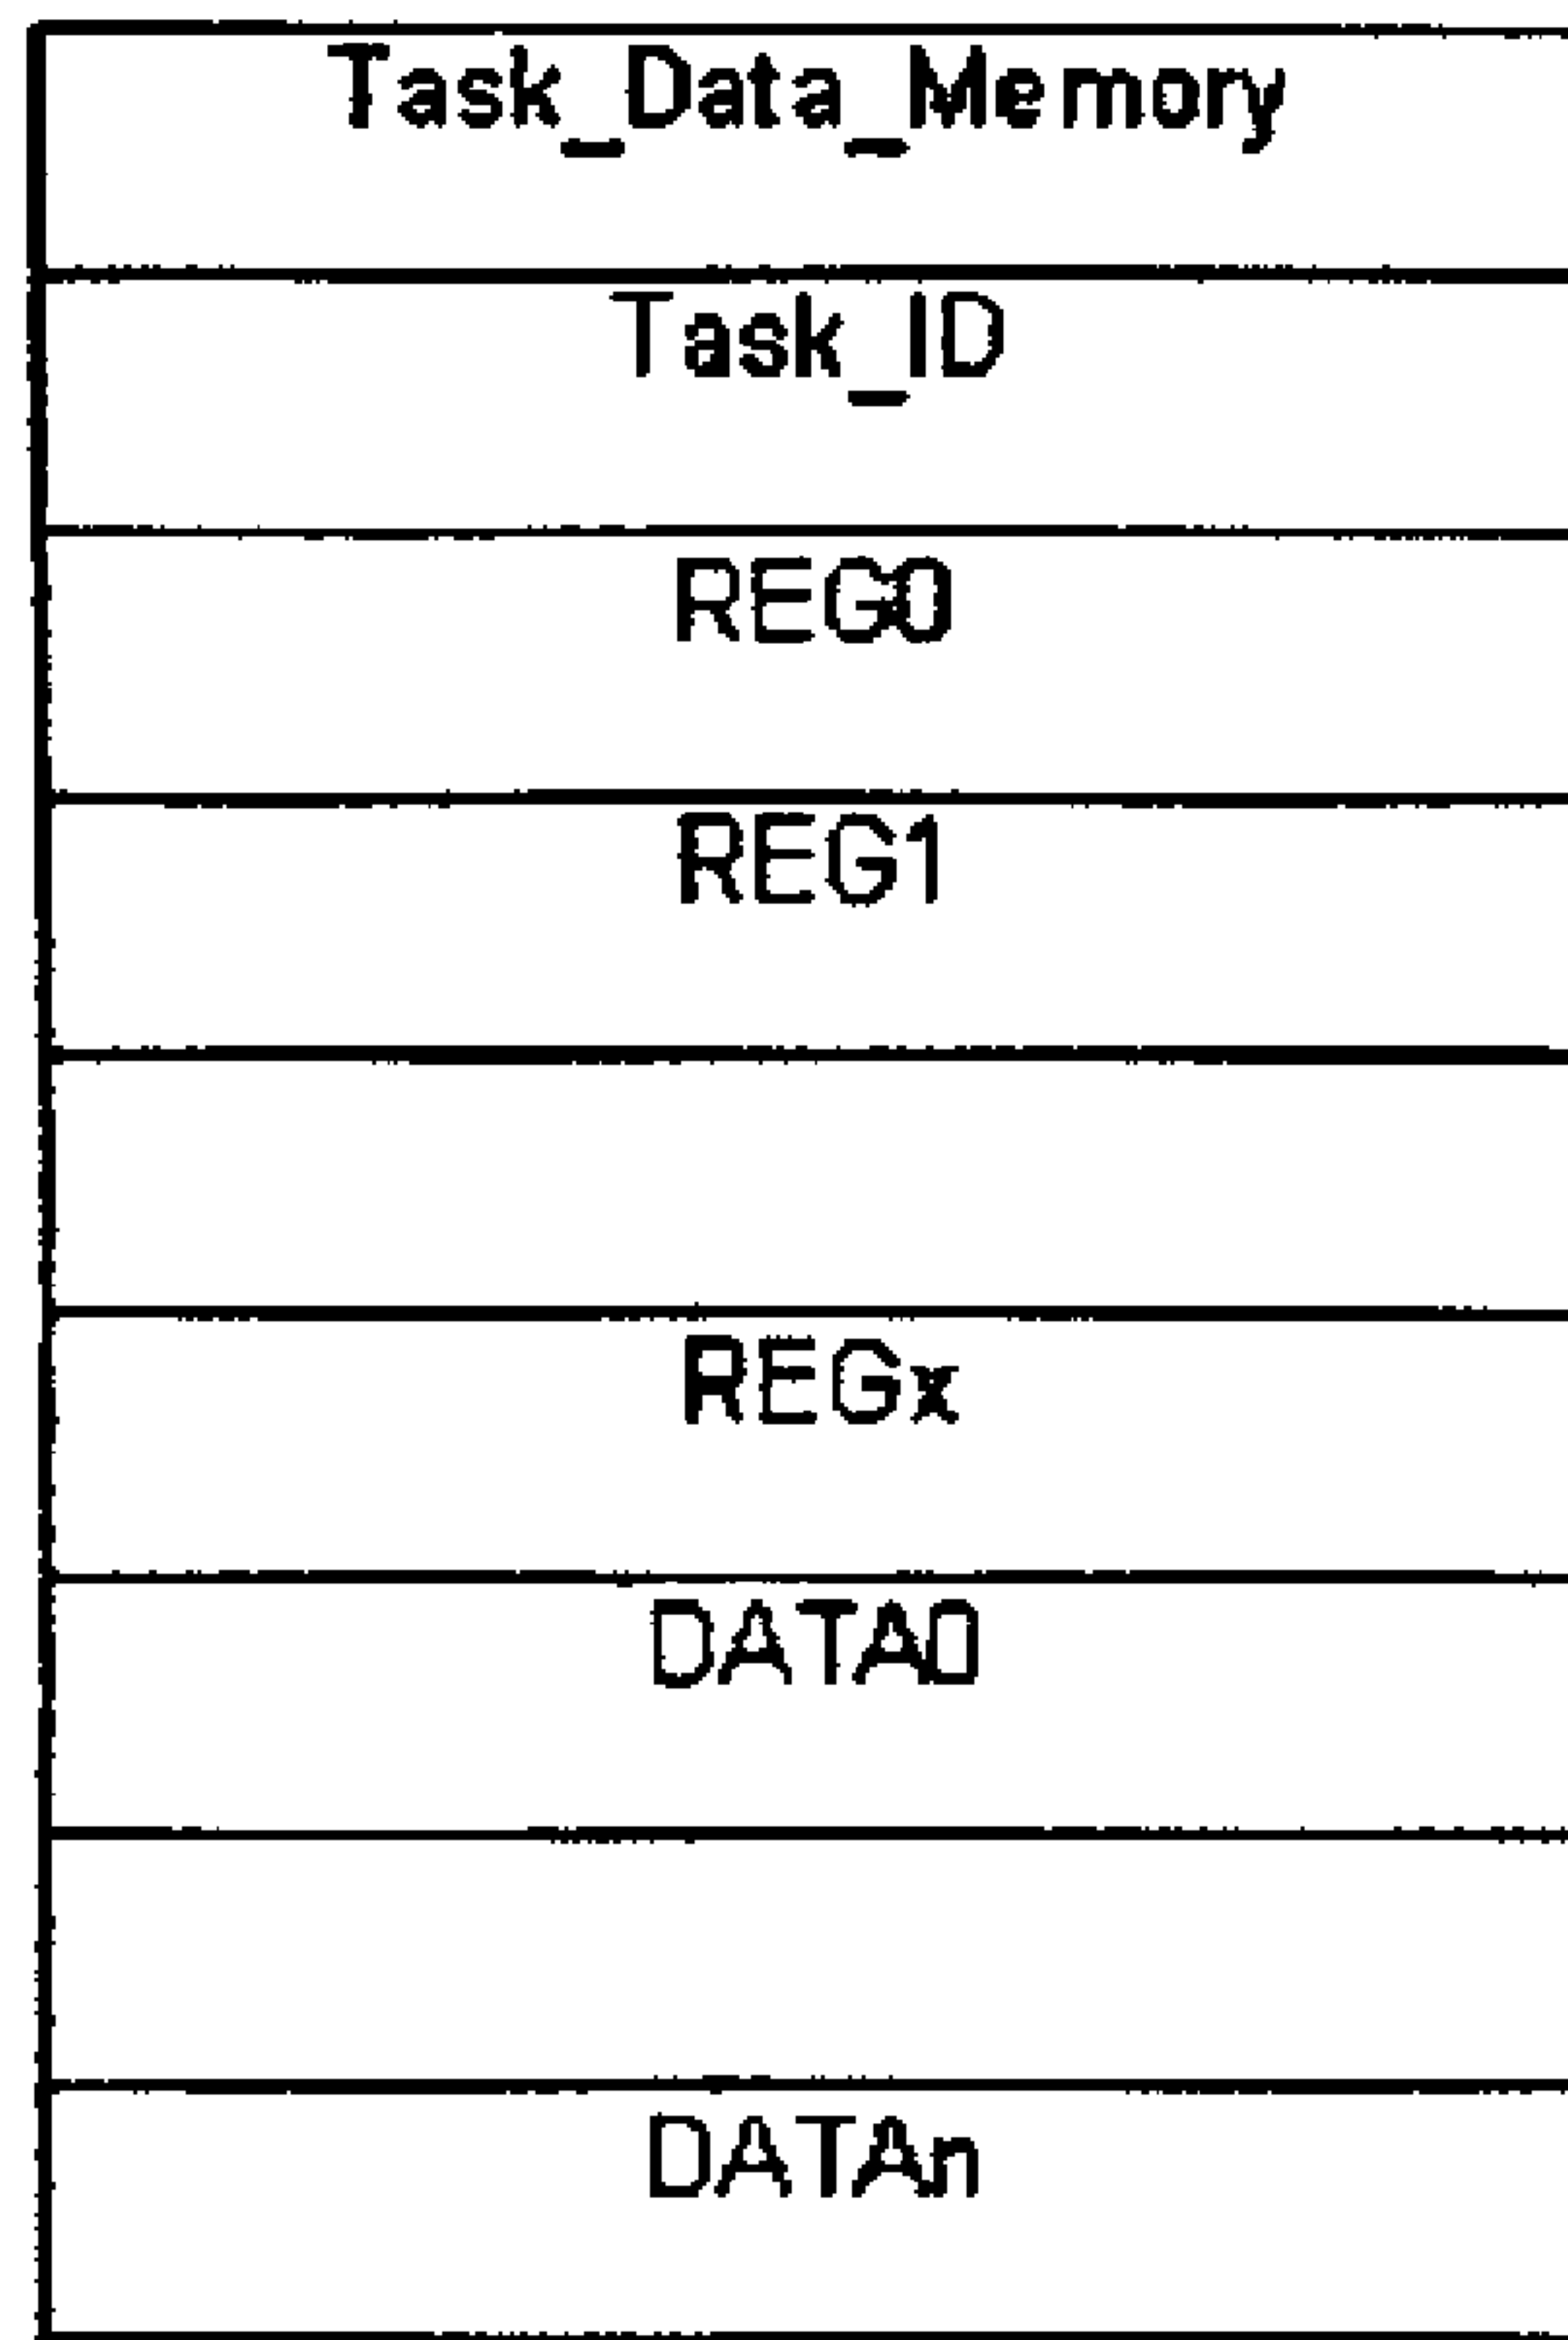 Task_Data_Memory
Task_ID
REG0
REG1
REGx
DATA0
DATAn